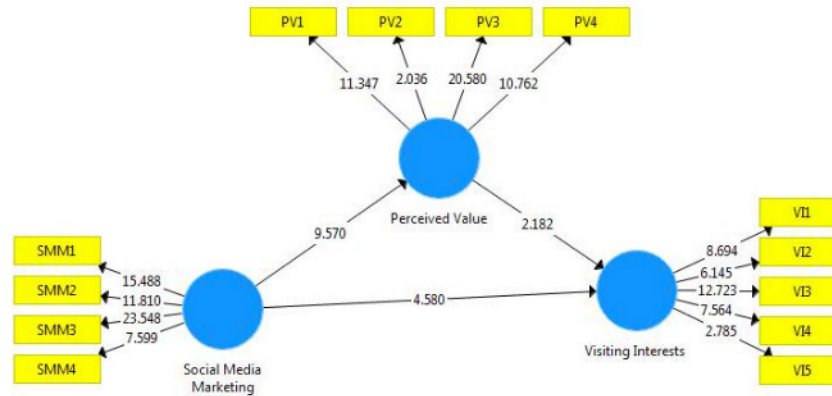 PV1 PV2 PV3 PV4
11.347 2.036 20.580 10.762
Perceived Value
9.570
2.182
4.580
SMM1
SMM2
SMM3
SMM4
15.488
11.810
23.548
7.599
Social Media
Marketing
VI1
VI2
VI3
VI4
VI5
8.694
6.145
12.723
7.564
2.785
Visiting Interests